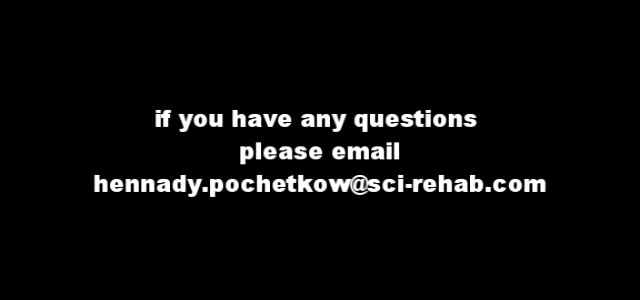 if you have any questions
please email
hennady.pochetkow@sci-rehab.com